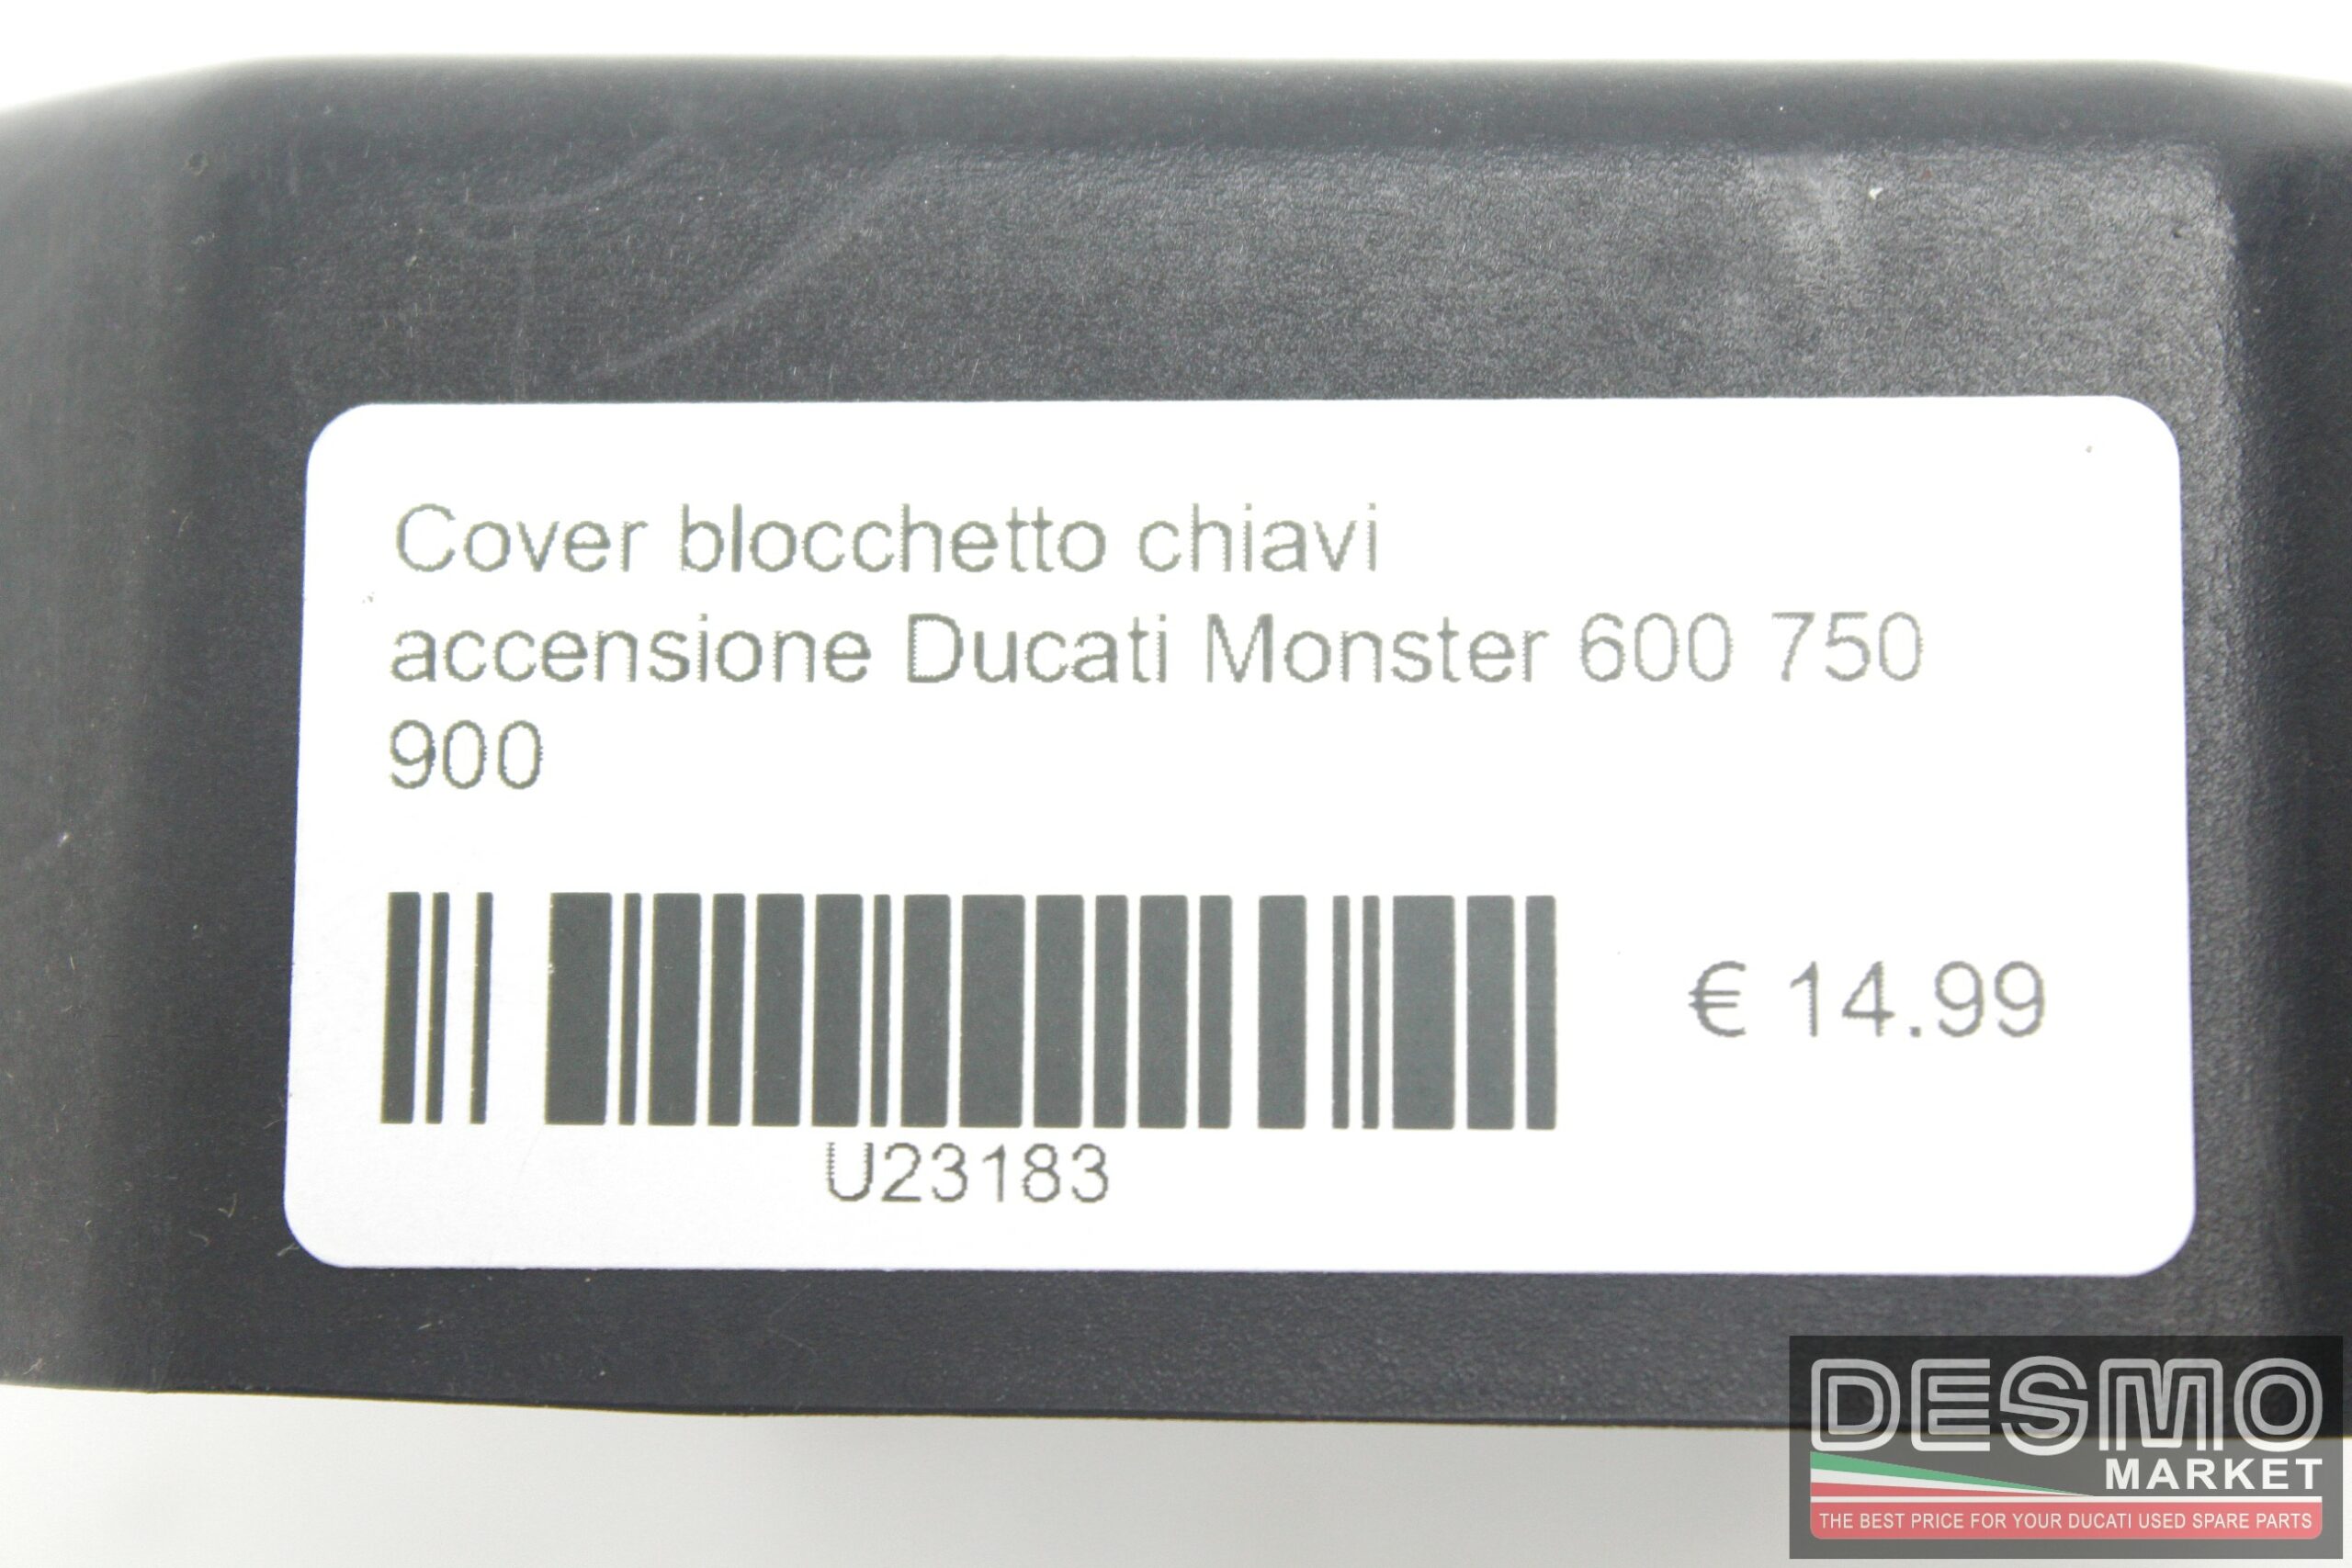 Cover blocchetto chiavi
accensione Ducati Monster 600 750
900
€ 14.99
U23183
DESMO
MARKET
THE BEST PRICE FOR YOUR DUCATI USED SPARE PARTS